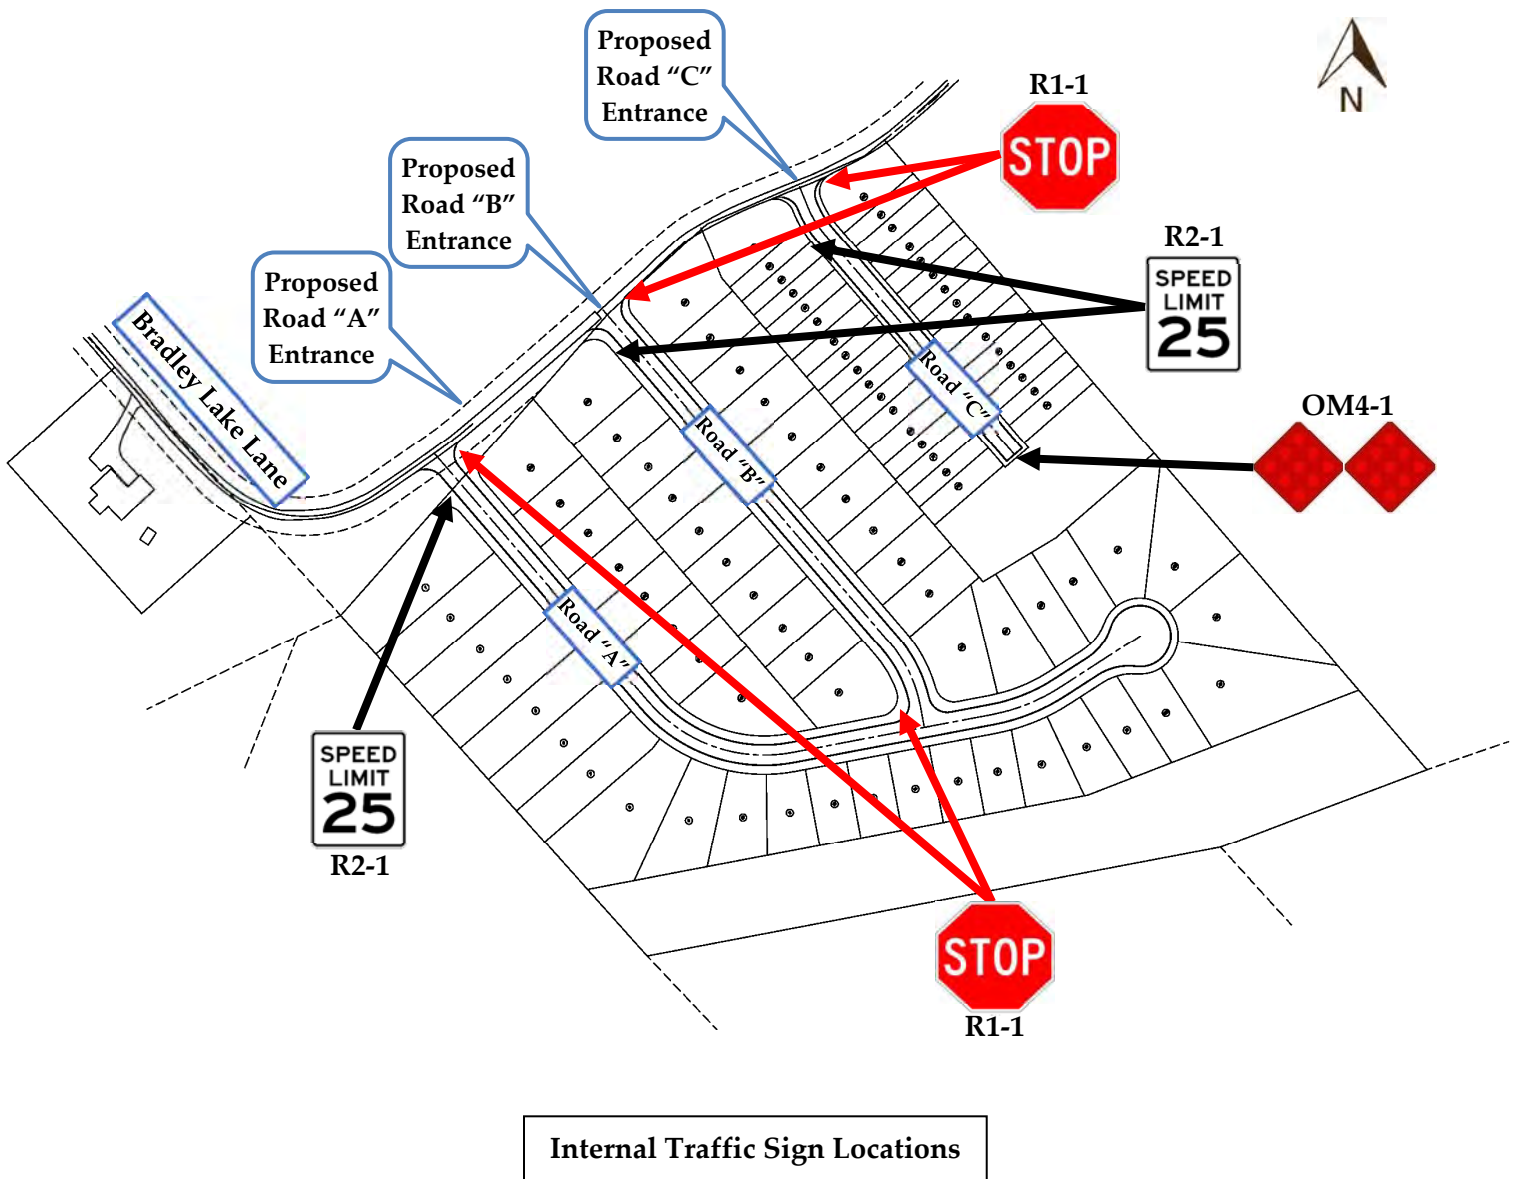 Proposed
Road “C”
Entrance
N
R1-1
STOP
Proposed
Road “B”
Entrance
R2-1
SPEED
LIMIT
25
Proposed
Road “A”
Entrance
Bradley Lake Lane
Road “C”
OM4-1
Road “B”
Road “A”
SPEED
LIMIT
25
R2-1
STOP
R1-1
Internal Traffic Sign Locations